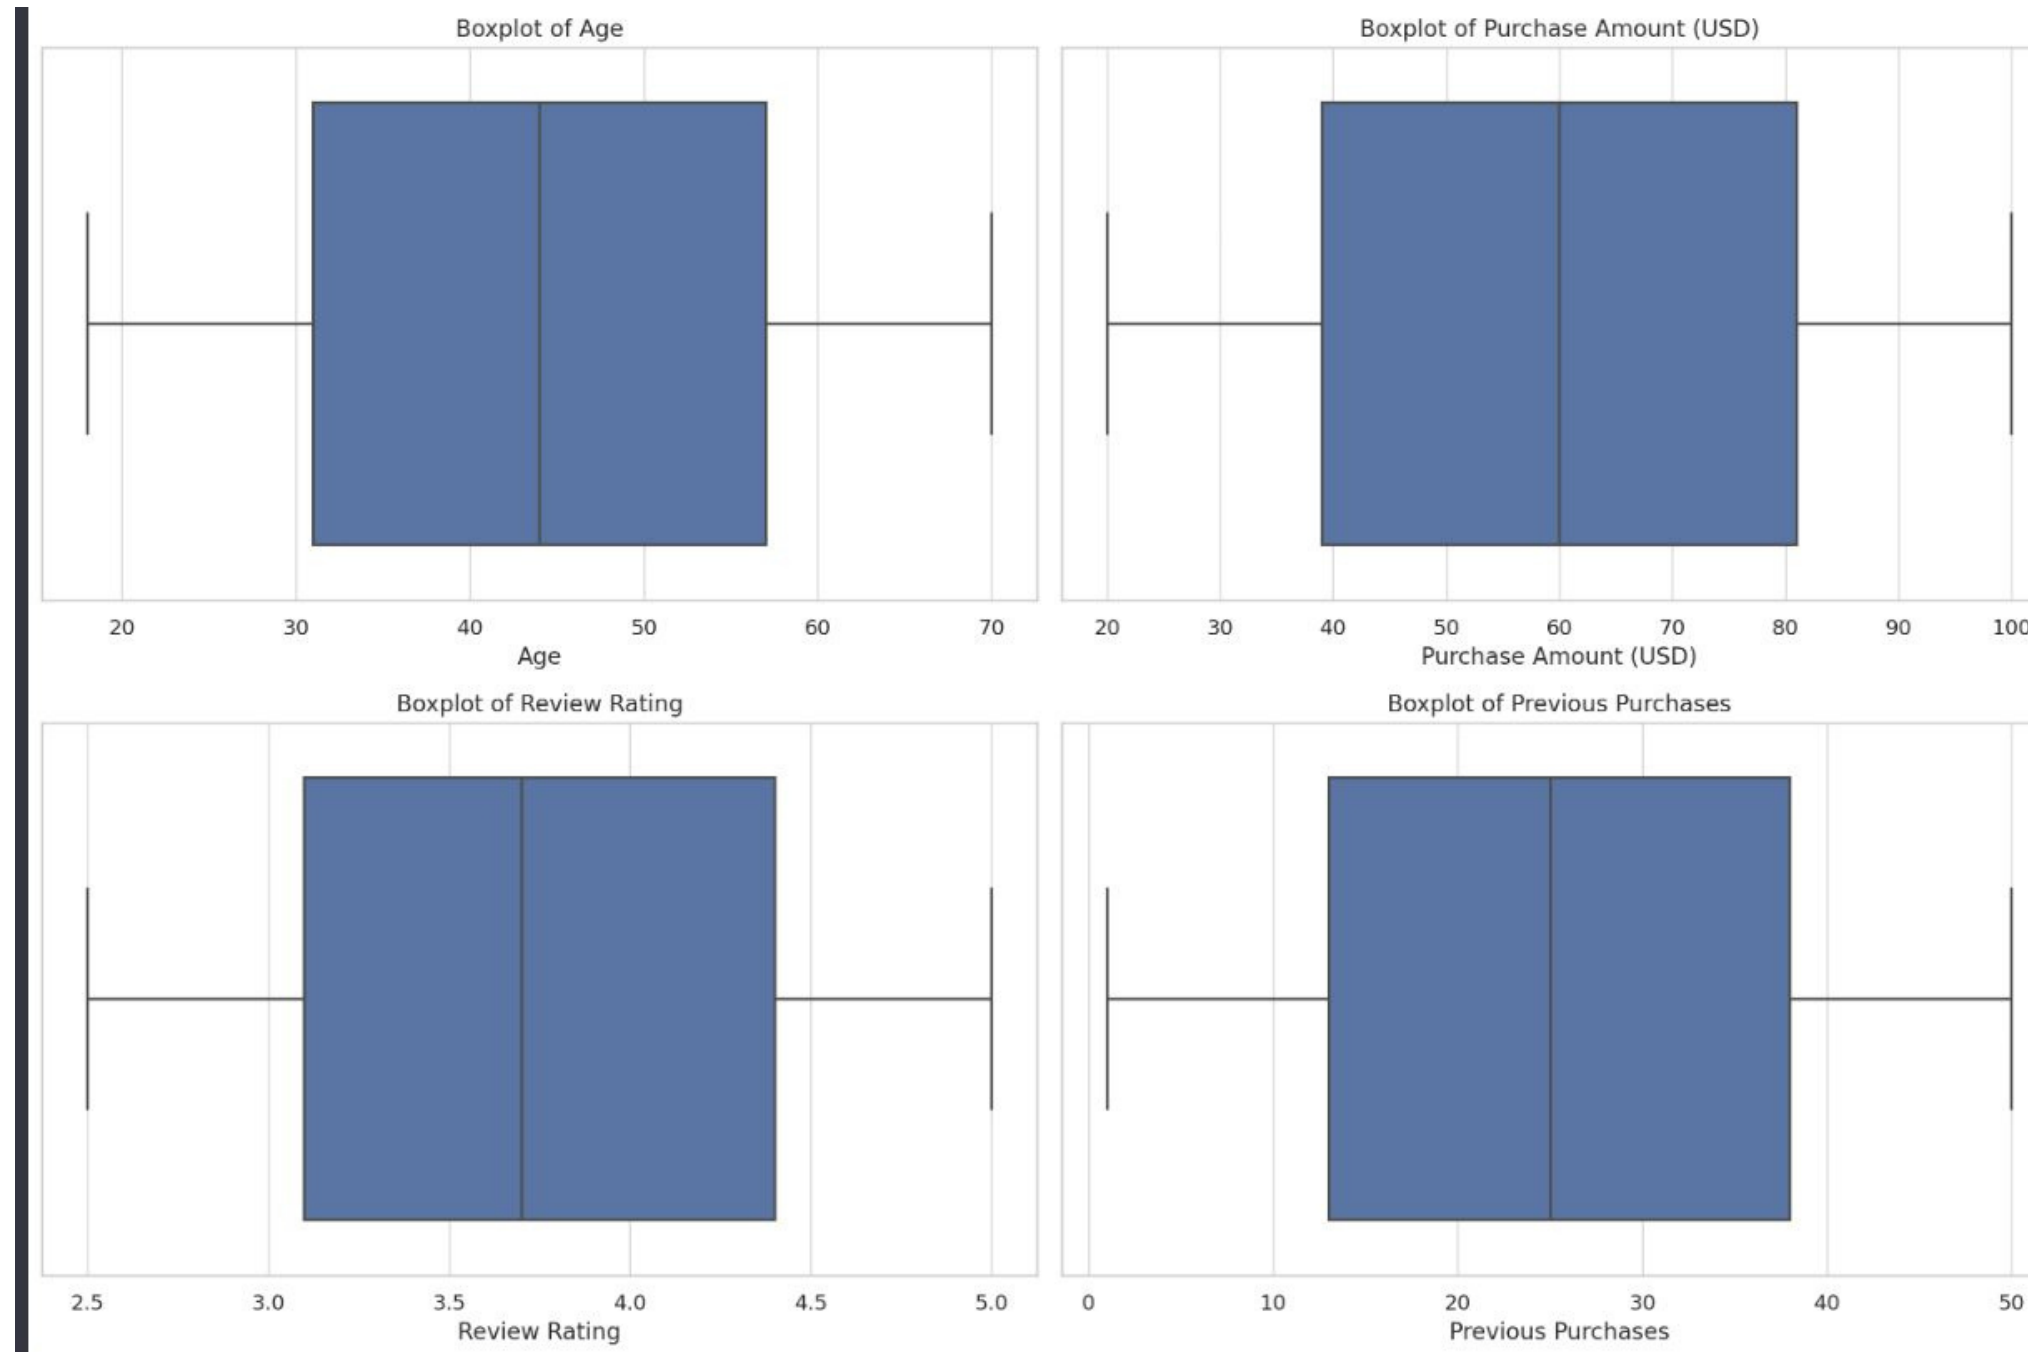 Boxplot of Age
20 30 40 50 60 70
Age
Boxplot of Purchase Amount (USD)
20 30 40 50 60 70 80 90 100
Purchase Amount (USD)
Boxplot of Review Rating
2.5 3.0 3.5 4.0 4.5 5.0
Review Rating
Boxplot of Previous Purchases
0 10 20 30 40 50
Previous Purchases